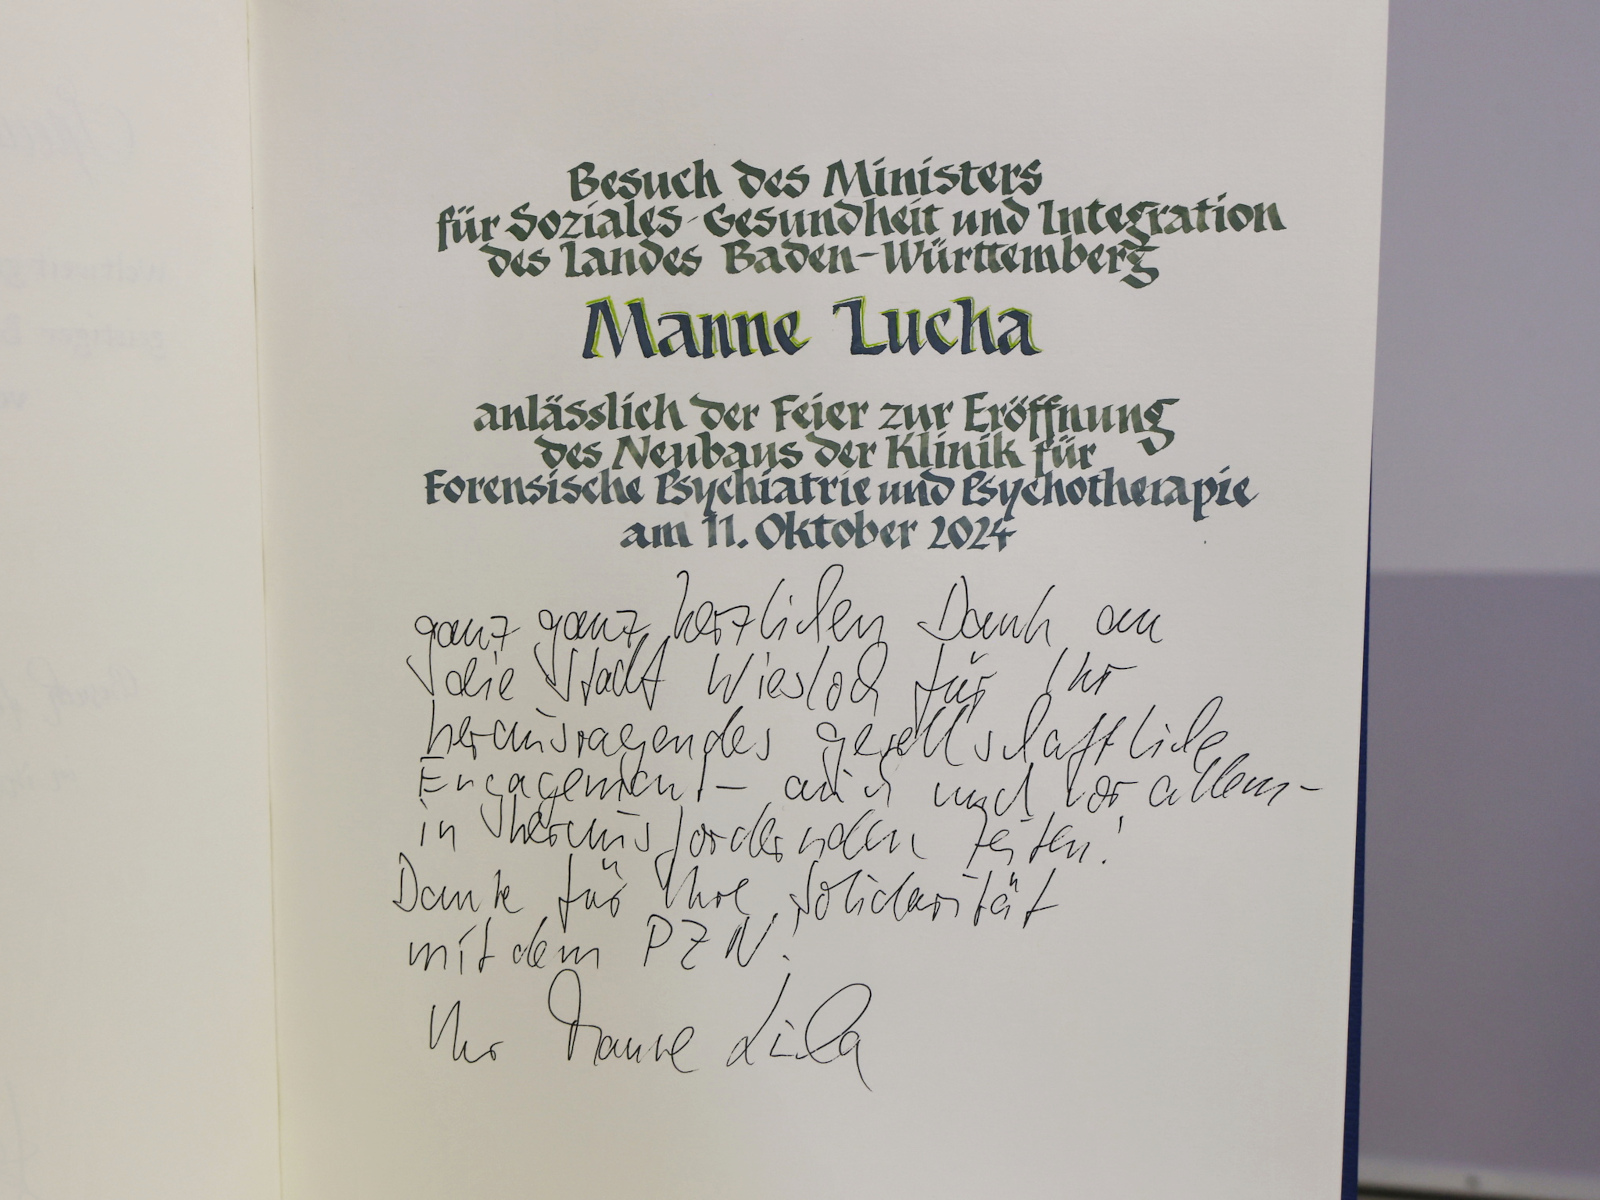 Besuch des Ministers
für Soziales Gesundheit und Integration
des Landes Baden-Württemberg
Manne Lucha
anlässlich der Feier zur Eröffnung
des Neubaus der Klinik für
Forensische Psychiatrie und Psychotherapie
am 11. Oktober 2024
ganz ganz herzlichen Dank an
die Stadt Wiesloch für Ihr
herausragendes gesellschaftliche
Engagement – auch und vor allem –
in herausfordernden Zeiten!
Danke für Ihre Solidarität
mit dem PZN!
Ihr Manne Lucha